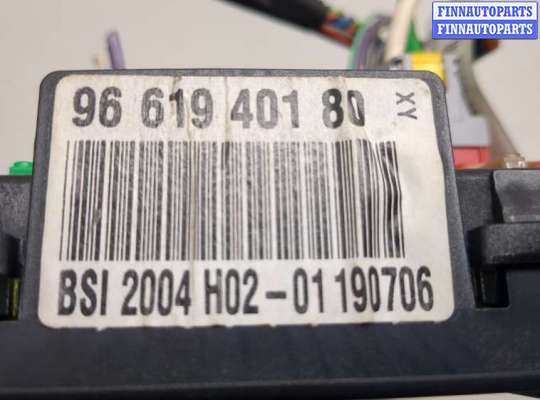 FINNAUTOPARTS
FINNAUTOPARTS
96 619 401 80 XY
BSI 2004 H02-01 190706